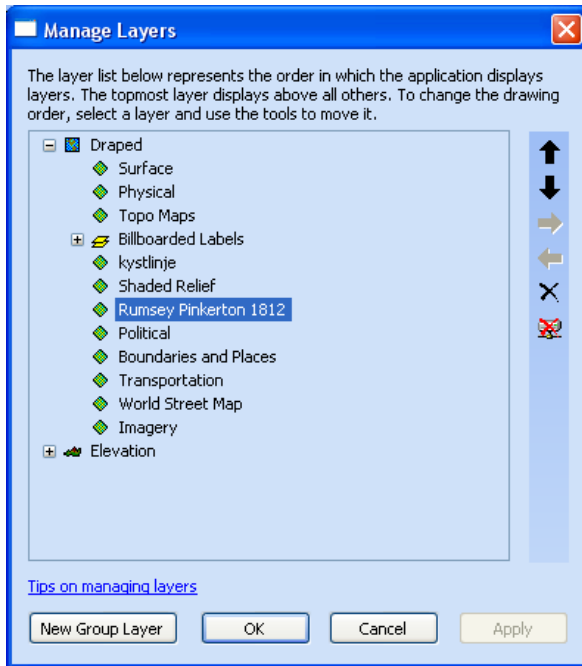 Manage Layers
The layer list below represents the order in which the application displays
layers. The topmost layer displays above all others. To change the drawing
order, select a layer and use the tools to move it.
Draped
Surface
Physical
Topo Maps
Billboarded Labels
kystlinje
Shaded Relief
Rumsey Pinkerton 1812
Political
Boundaries and Places
Transportation
World Street Map
Imagery
Elevation
Tips on managing layers
New Group Layer OK Cancel Apply